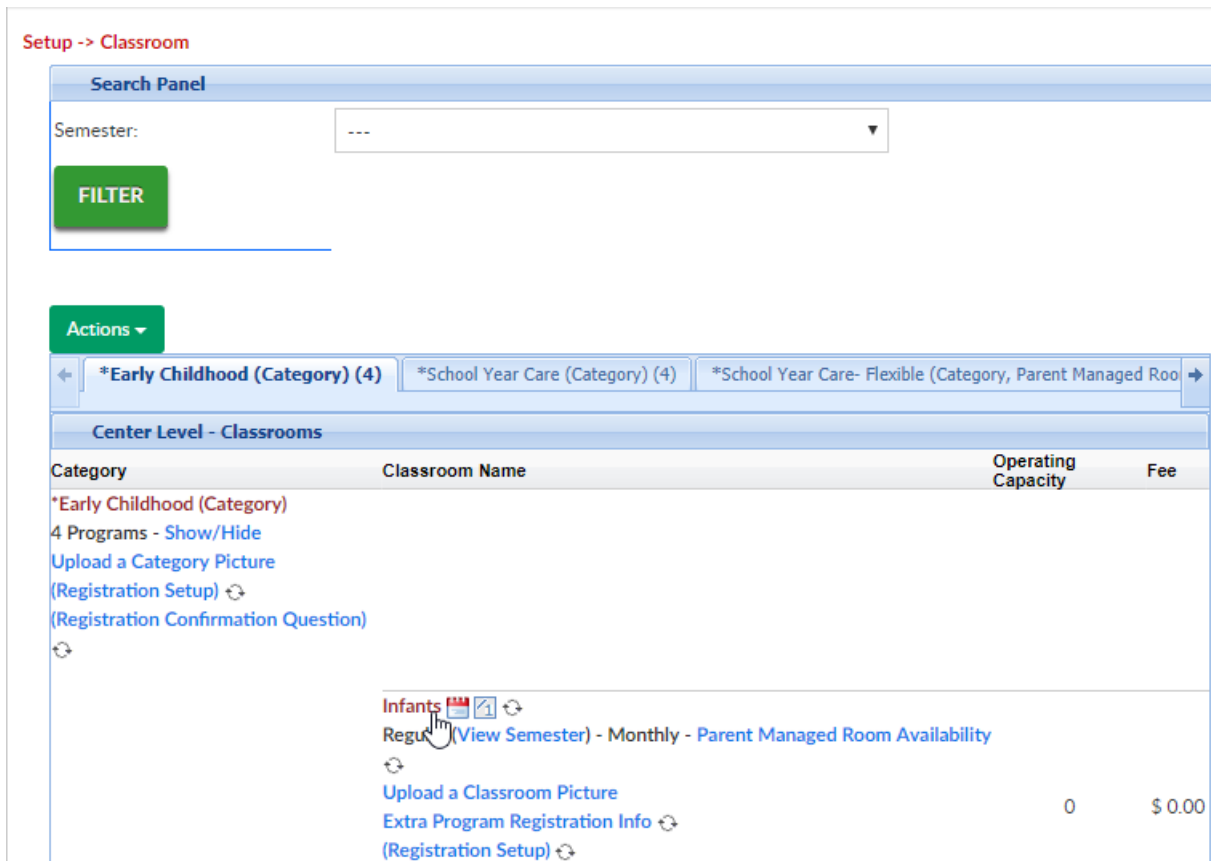 Setup -> Classroom
Search Panel
Semester:
---
FILTER
Actions
*Early Childhood (Category) (4)
*School Year Care (Category) (4)
*School Year Care- Flexible (Category, Parent Managed Roo
Center Level - Classrooms
Category
Classroom Name
Operating
Capacity
Fee
*Early Childhood (Category)
4 Programs - Show/Hide
Upload a Category Picture
(Registration Setup)
(Registration Confirmation Question)
Infants
(View Semester) - Monthly - Parent Managed Room Availability
Upload a Classroom Picture
Extra Program Registration Info
(Registration Setup)
0
$ 0.00